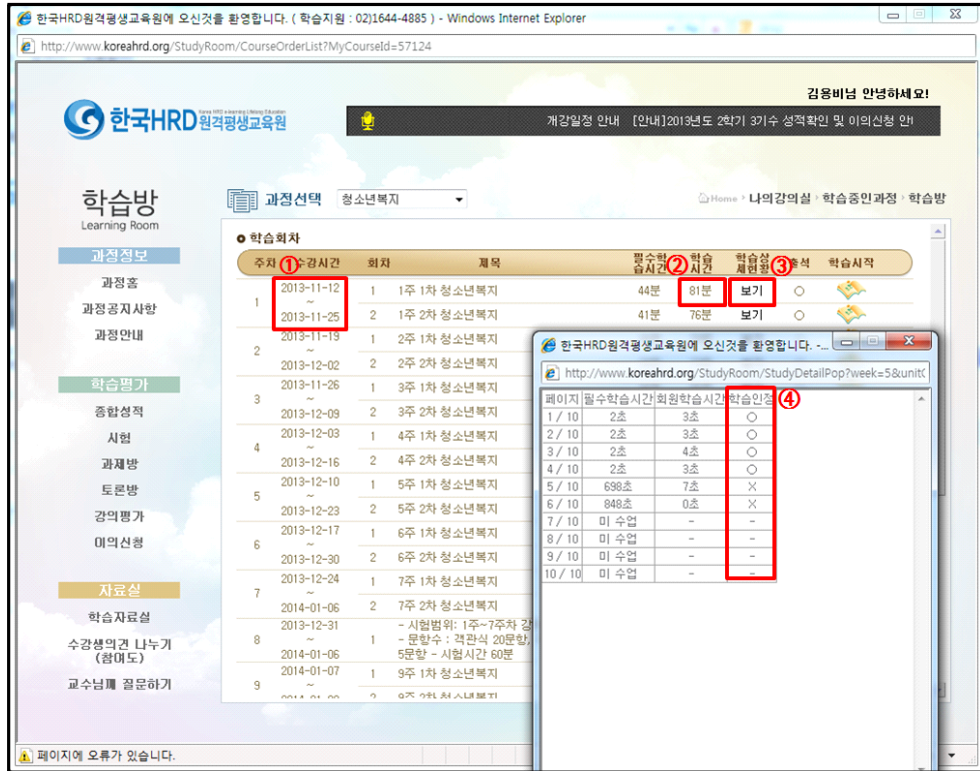 한국HRD원격평생교육원에 오신것을 환영합니다. ( 학습지원 : 02)1644-4885 ) - Windows Internet Explorer
http://www.koreahrd.org/StudyRoom/CourseOrderList?MyCourseId=57124
김용비님 안녕하세요!
한국HRD 원격평생교육원
개강일정 안내 [안내]2013년도 2학기 3기수 성적확인 및 이의신청 안
학습방
Learning Room
과정선택 청소년복지
Home 나의강의실 학습중인과정 학습방
과정정보
과정홈
과정공지사항
과정안내
학습평가
종합성적
시험
과제방
토론방
강의평가
이의신청
자료실
학습자료실
수강생의견 나누기
(참여도)
교수님께 질문하기
학습회차
주차 ① 수강시간 회차 제목 필수학습시간 ② 학습시간 학습상세현황 ③ 출석 학습시작
1 2013-11-12 ~ 2013-11-25
1 1주 1차 청소년복지 44분 81분 보기 ○
2 1주 2차 청소년복지 41분 76분 보기 ○
2 2013-11-19 ~ 2013-12-02
1 2주 1차 청소년복지
2 2주 2차 청소년복지
3 2013-11-26 ~ 2013-12-09
1 3주 1차 청소년복지
2 3주 2차 청소년복지
4 2013-12-03 ~ 2013-12-16
1 4주 1차 청소년복지
2 4주 2차 청소년복지
5 2013-12-10 ~ 2013-12-23
1 5주 1차 청소년복지
2 5주 2차 청소년복지
6 2013-12-17 ~ 2013-12-30
1 6주 1차 청소년복지
2 6주 2차 청소년복지
7 2013-12-24 ~ 2014-01-06
1 7주 1차 청소년복지
2 7주 2차 청소년복지
8 2013-12-31 ~ 2014-01-06
1 - 시험범위: 1주~7주차 강
- 문항수 : 객관식 20문항,
5문항 - 시험시간 60분
9 2014-01-07 ~
1 9주 1차 청소년복지
2 9주 2차 청소년복지
한국HRD원격평생교육원에 오신것을 환영합니다. -...
http://www.koreahrd.org/StudyRoom/StudyDetailPop?week=5&unit
페이지 필수학습시간 회원학습시간 학습인정 ④
1 / 10 2초 3초 ○
2 / 10 2초 3초 ○
3 / 10 2초 4초 ○
4 / 10 2초 3초 ○
5 / 10 698초 7초 X
6 / 10 848초 0초 X
7 / 10 미 수업 - -
8 / 10 미 수업 - -
9 / 10 미 수업 - -
10 / 10 미 수업 - -
페이지에 오류가 있습니다.